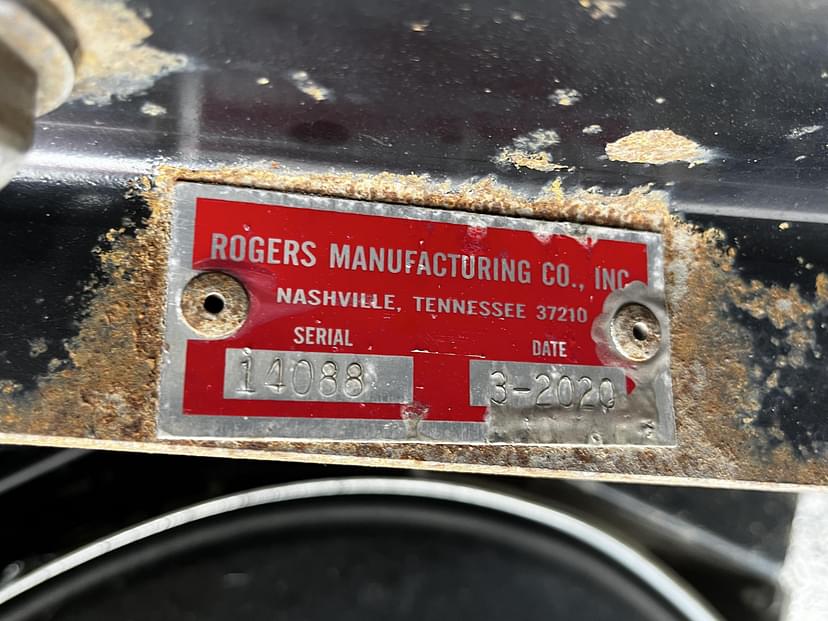 ROGERS MANUFACTURING CO., INC
NASHVILLE, TENNESSEE 37210
SERIAL DATE
14088 3-2020